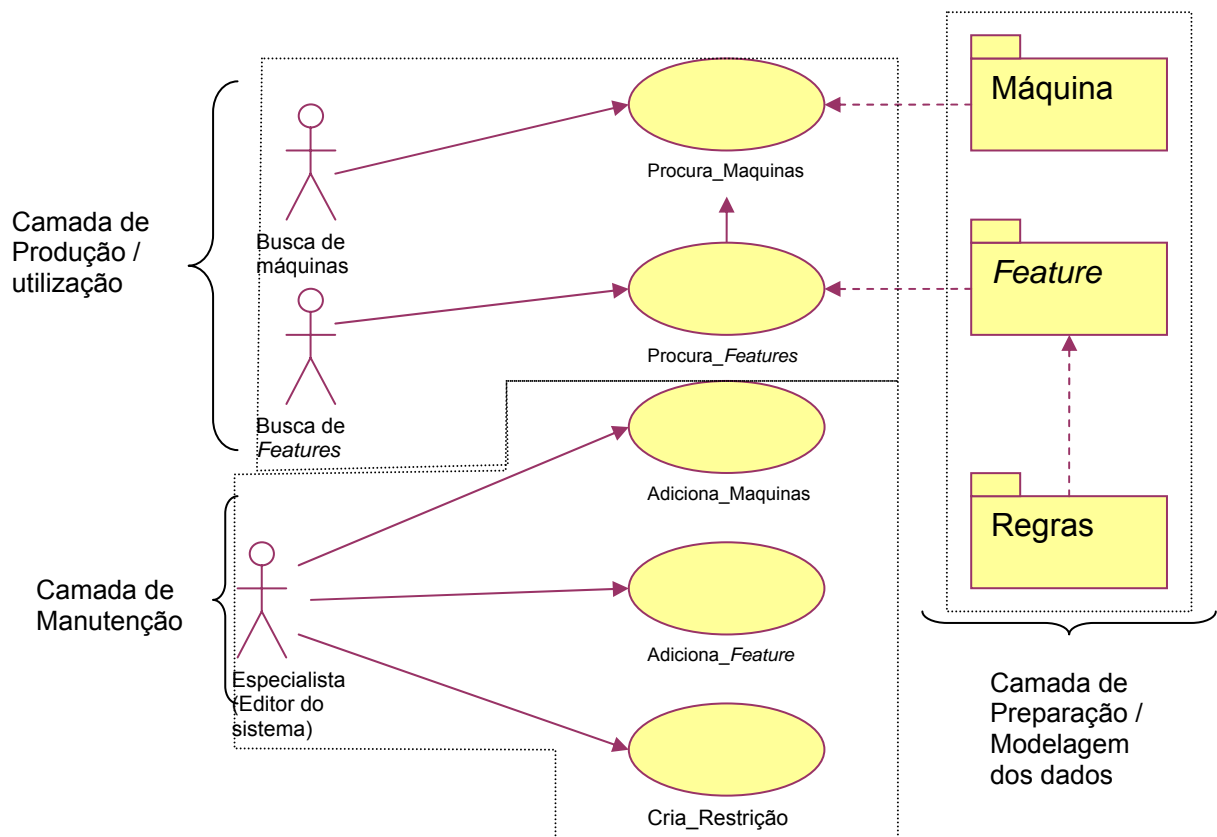 Máquina
Procura_Maquinas
Camada de
Produção /
utilização
Busca de
máquinas
Feature
Procura_Features
Busca de
Features
Adiciona_Maquinas
Regras
Camada de
Manutenção
Especialista
(Editor do
sistema)
Adiciona_Feature
Camada de
Preparação /
Modelagem
dos dados
Cria_Restrição